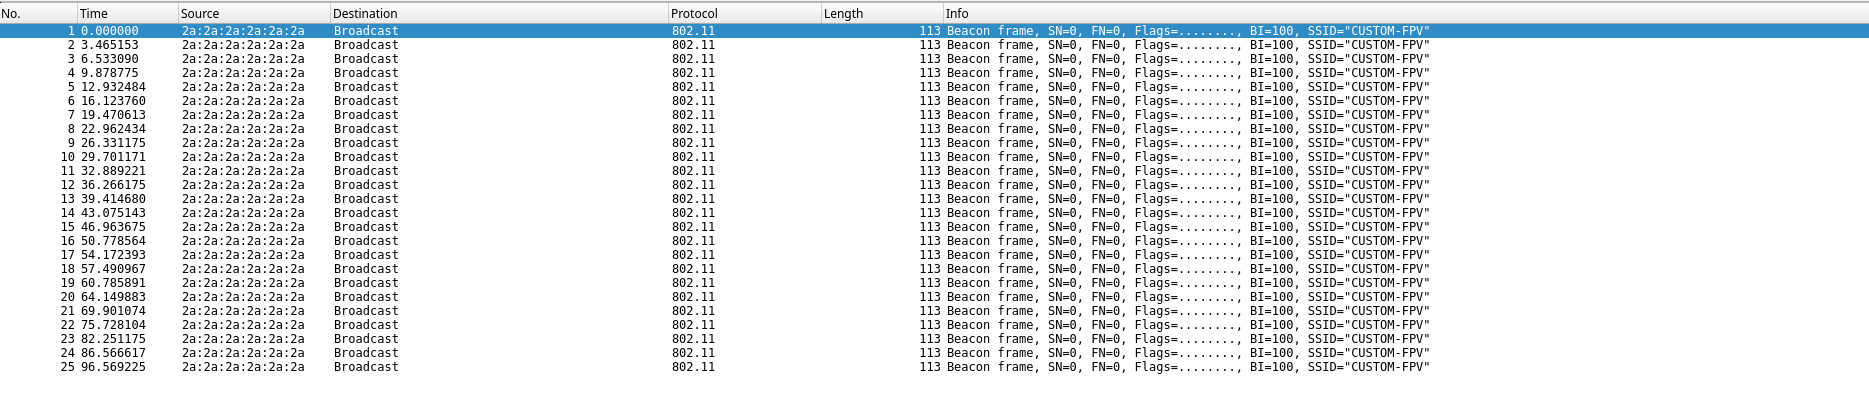 No. Time Source Destination Protocol Length Info
1 0.000000 2a:2a:2a:2a:2a:2a Broadcast 802.11 113 Beacon frame, SN=0, FN=0, Flags=........, BI=100, SSID="CUSTOM-FPV"
2 3.465153 2a:2a:2a:2a:2a:2a Broadcast 802.11 113 Beacon frame, SN=0, FN=0, Flags=........, BI=100, SSID="CUSTOM-FPV"
3 6.533090 2a:2a:2a:2a:2a:2a Broadcast 802.11 113 Beacon frame, SN=0, FN=0, Flags=........, BI=100, SSID="CUSTOM-FPV"
4 9.878775 2a:2a:2a:2a:2a:2a Broadcast 802.11 113 Beacon frame, SN=0, FN=0, Flags=........, BI=100, SSID="CUSTOM-FPV"
5 12.932484 2a:2a:2a:2a:2a:2a Broadcast 802.11 113 Beacon frame, SN=0, FN=0, Flags=........, BI=100, SSID="CUSTOM-FPV"
6 16.123760 2a:2a:2a:2a:2a:2a Broadcast 802.11 113 Beacon frame, SN=0, FN=0, Flags=........, BI=100, SSID="CUSTOM-FPV"
7 19.470613 2a:2a:2a:2a:2a:2a Broadcast 802.11 113 Beacon frame, SN=0, FN=0, Flags=........, BI=100, SSID="CUSTOM-FPV"
8 22.962434 2a:2a:2a:2a:2a:2a Broadcast 802.11 113 Beacon frame, SN=0, FN=0, Flags=........, BI=100, SSID="CUSTOM-FPV"
9 26.331175 2a:2a:2a:2a:2a:2a Broadcast 802.11 113 Beacon frame, SN=0, FN=0, Flags=........, BI=100, SSID="CUSTOM-FPV"
10 29.701171 2a:2a:2a:2a:2a:2a Broadcast 802.11 113 Beacon frame, SN=0, FN=0, Flags=........, BI=100, SSID="CUSTOM-FPV"
11 32.889221 2a:2a:2a:2a:2a:2a Broadcast 802.11 113 Beacon frame, SN=0, FN=0, Flags=........, BI=100, SSID="CUSTOM-FPV"
12 36.266175 2a:2a:2a:2a:2a:2a Broadcast 802.11 113 Beacon frame, SN=0, FN=0, Flags=........, BI=100, SSID="CUSTOM-FPV"
13 39.414680 2a:2a:2a:2a:2a:2a Broadcast 802.11 113 Beacon frame, SN=0, FN=0, Flags=........, BI=100, SSID="CUSTOM-FPV"
14 43.075143 2a:2a:2a:2a:2a:2a Broadcast 802.11 113 Beacon frame, SN=0, FN=0, Flags=........, BI=100, SSID="CUSTOM-FPV"
15 46.963675 2a:2a:2a:2a:2a:2a Broadcast 802.11 113 Beacon frame, SN=0, FN=0, Flags=........, BI=100, SSID="CUSTOM-FPV"
16 50.778564 2a:2a:2a:2a:2a:2a Broadcast 802.11 113 Beacon frame, SN=0, FN=0, Flags=........, BI=100, SSID="CUSTOM-FPV"
17 54.172393 2a:2a:2a:2a:2a:2a Broadcast 802.11 113 Beacon frame, SN=0, FN=0, Flags=........, BI=100, SSID="CUSTOM-FPV"
18 57.490967 2a:2a:2a:2a:2a:2a Broadcast 802.11 113 Beacon frame, SN=0, FN=0, Flags=........, BI=100, SSID="CUSTOM-FPV"
19 60.785891 2a:2a:2a:2a:2a:2a Broadcast 802.11 113 Beacon frame, SN=0, FN=0, Flags=........, BI=100, SSID="CUSTOM-FPV"
20 64.149883 2a:2a:2a:2a:2a:2a Broadcast 802.11 113 Beacon frame, SN=0, FN=0, Flags=........, BI=100, SSID="CUSTOM-FPV"
21 69.901074 2a:2a:2a:2a:2a:2a Broadcast 802.11 113 Beacon frame, SN=0, FN=0, Flags=........, BI=100, SSID="CUSTOM-FPV"
22 75.728104 2a:2a:2a:2a:2a:2a Broadcast 802.11 113 Beacon frame, SN=0, FN=0, Flags=........, BI=100, SSID="CUSTOM-FPV"
23 82.251175 2a:2a:2a:2a:2a:2a Broadcast 802.11 113 Beacon frame, SN=0, FN=0, Flags=........, BI=100, SSID="CUSTOM-FPV"
24 86.566617 2a:2a:2a:2a:2a:2a Broadcast 802.11 113 Beacon frame, SN=0, FN=0, Flags=........, BI=100, SSID="CUSTOM-FPV"
25 96.569225 2a:2a:2a:2a:2a:2a Broadcast 802.11 113 Beacon frame, SN=0, FN=0, Flags=........, BI=100, SSID="CUSTOM-FPV"